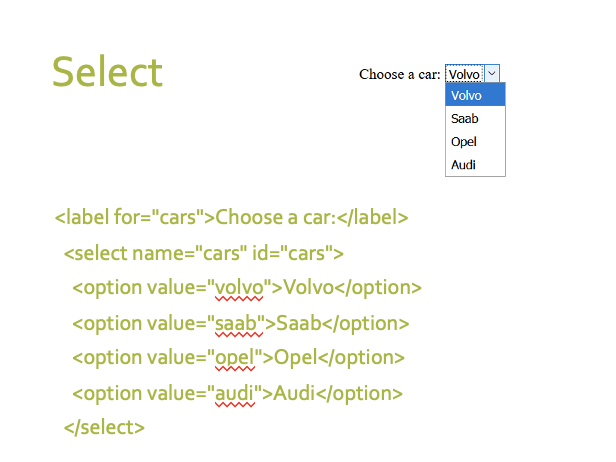 Select
Choose a car: Volvo
Volvo
Saab
Opel
Audi
<label for="cars">Choose a car:</label>
<select name="cars" id="cars">
<option value="volvo">Volvo</option>
<option value="saab">Saab</option>
<option value="opel">Opel</option>
<option value="audi">Audi</option>
</select>